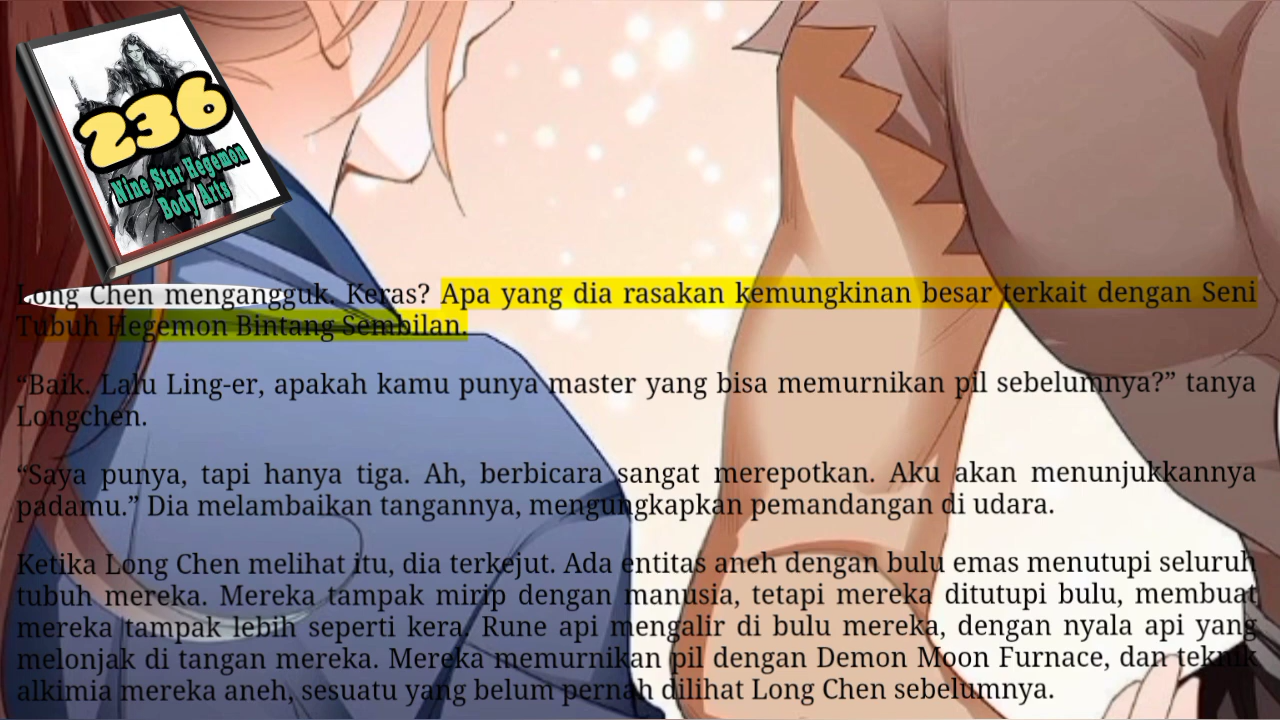 236
Nine Star Hegemon
Body Arts
Long Chen mengangguk. Keras? Apa yang dia rasakan kemungkinan besar terkait dengan Seni
Tubuh Hegemon Bintang Sembilan.
“Baik. Lalu Ling-er, apakah kamu punya master yang bisa memurnikan pil sebelumnya?” tanya
Longchen.
“Saya punya, tapi hanya tiga. Ah, berbicara sangat merepotkan. Aku akan menunjukkannya
padamu.” Dia melambaikan tangannya, mengungkapkan pemandangan di udara.
Ketika Long Chen melihat itu, dia terkejut. Ada entitas aneh dengan bulu emas menutupi seluruh
tubuh mereka. Mereka tampak mirip dengan manusia, tetapi mereka ditutupi bulu, membuat
mereka tampak lebih seperti kera. Rune api mengalir di bulu mereka, dengan nyala api yang
melonjak di tangan mereka. Mereka memurnikan pil dengan Demon Moon Furnace, dan teknik
alkimia mereka aneh, sesuatu yang belum pernah dilihat Long Chen sebelumnya.